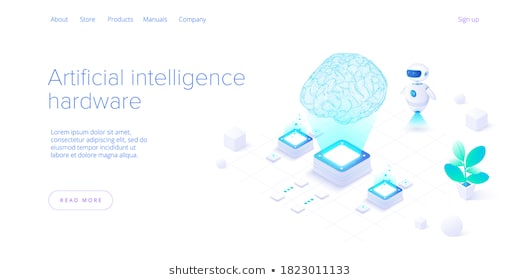 About Store Products Manuals Company Sign up
Artificial intelligence
hardware
Lorem ipsum dolor sit amet,
consectetur adipiscing elit,
sed do eiusmod tempor
incididunt ut labore et dolore
magna aliqua.
READ MORE
shutterstock.com • 1823011133